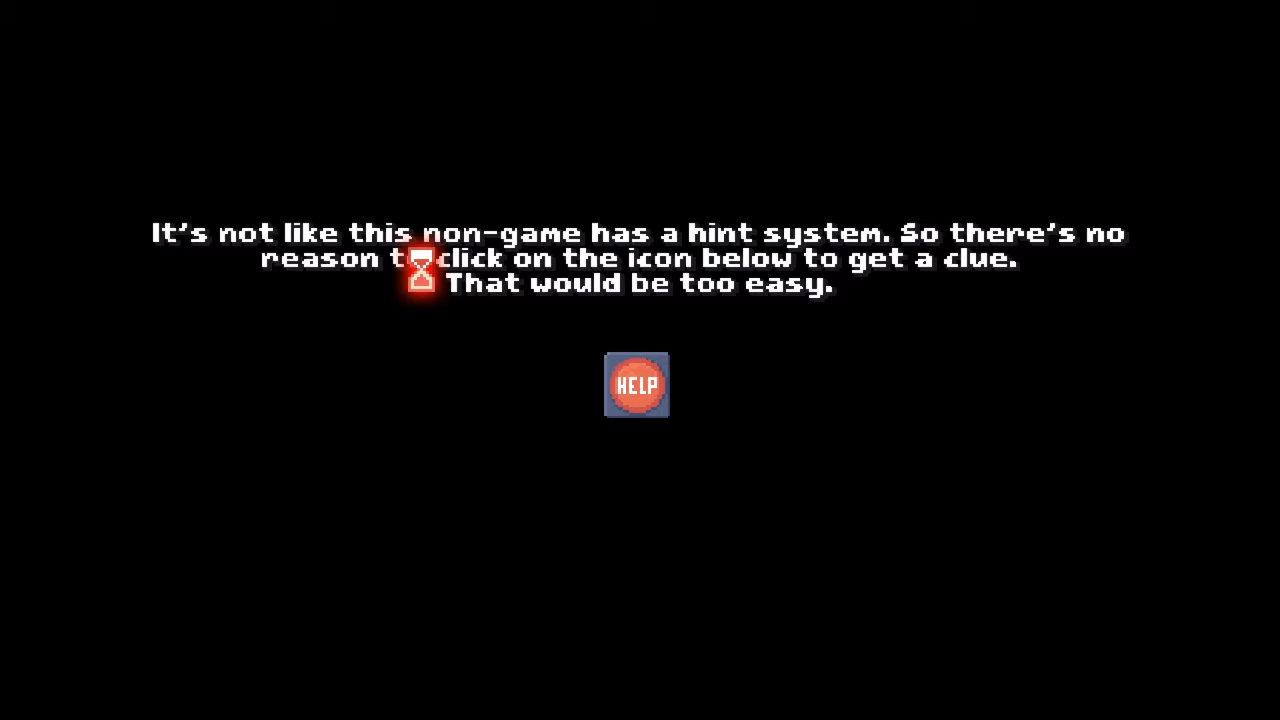 It's not like this non-game has a hint system. So there's no
reason to click on the icon below to get a clue.
That would be too easy.
HELP